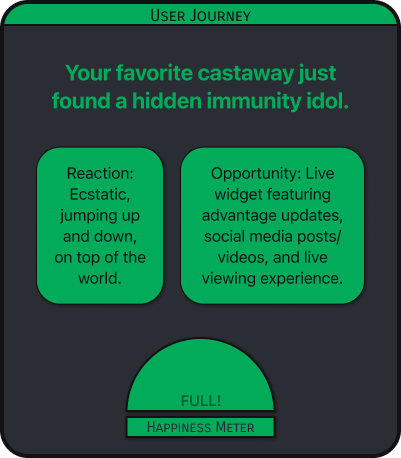 User Journey
Your favorite castaway just
found a hidden immunity idol.
Reaction:
Ecstatic,
jumping up
and down,
on top of the
world.
Opportunity: Live
widget featuring
advantage updates,
social media posts/
videos, and live
viewing experience.
FULL!
Happiness Meter